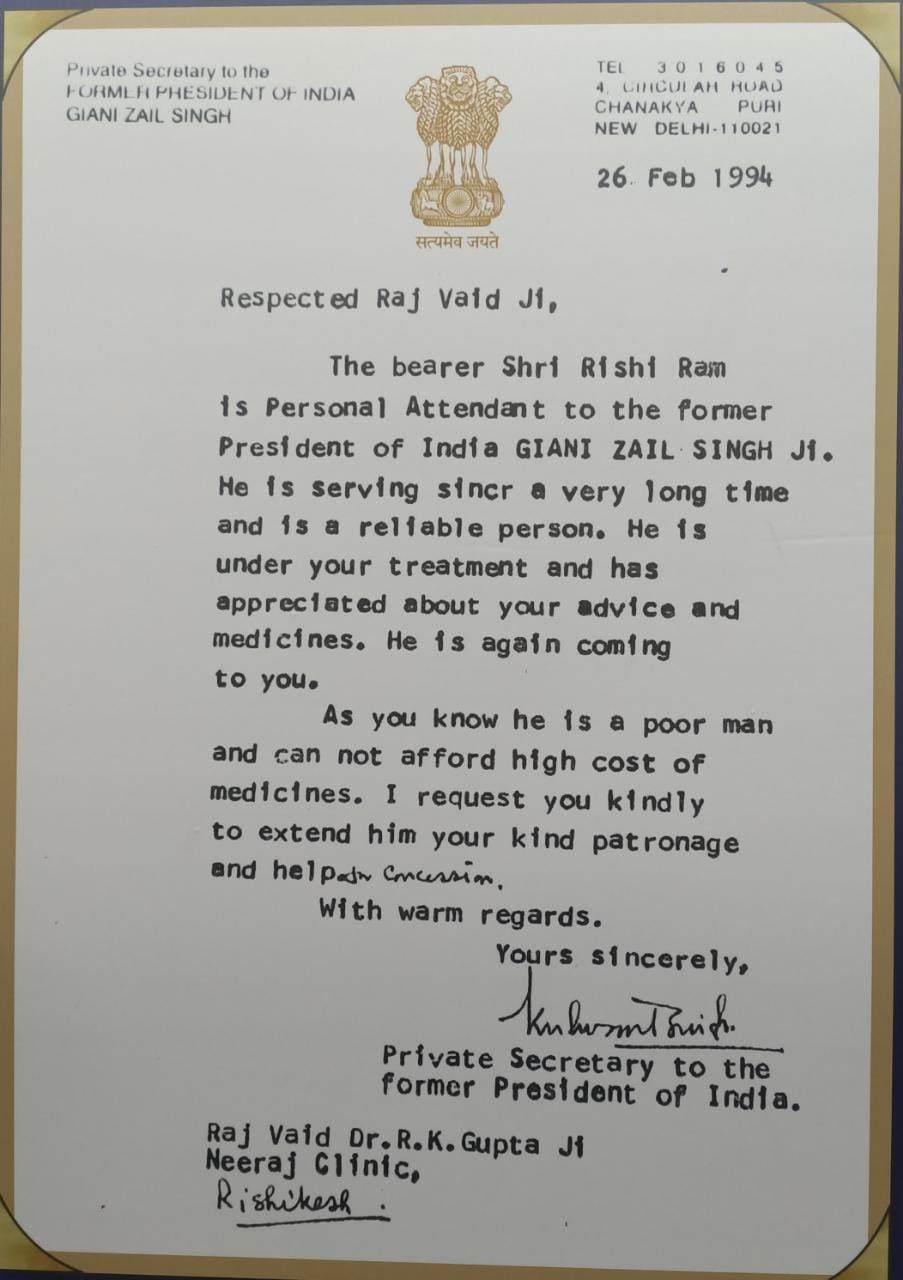 Private Secretary to the
FORMER PRESIDENT OF INDIA
GIANI ZAIL SINGH
TEL 3016045
4, CIRCULAR ROAD
CHANAKYA PURI
NEW DELHI-110021
26 Feb 1994
सत्यमेव जयते
Respected Raj Vaid Ji,
The bearer Shri Rishi Ram
is Personal Attendant to the former
President of India GIANI ZAIL SINGH Ji.
He is serving sincr a very long time
and is a reliable person. He is
under your treatment and has
appreciated about your advice and
medicines. He is again coming
to you.
As you know he is a poor man
and can not afford high cost of
medicines. I request you kindly
to extend him your kind patronage
and help concession.
With warm regards.
Yours sincerely,
Private Secretary to the
former President of India.
Raj Vaid Dr.R.K.Gupta Ji
Neeraj Clinic,
Rishikesh.